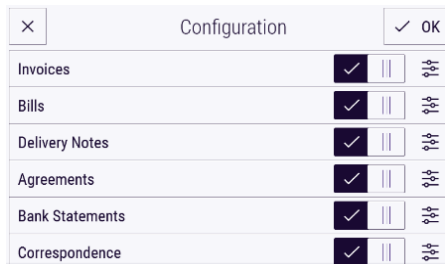 Configuration
OK
Invoices
Bills
Delivery Notes
Agreements
Bank Statements
Correspondence